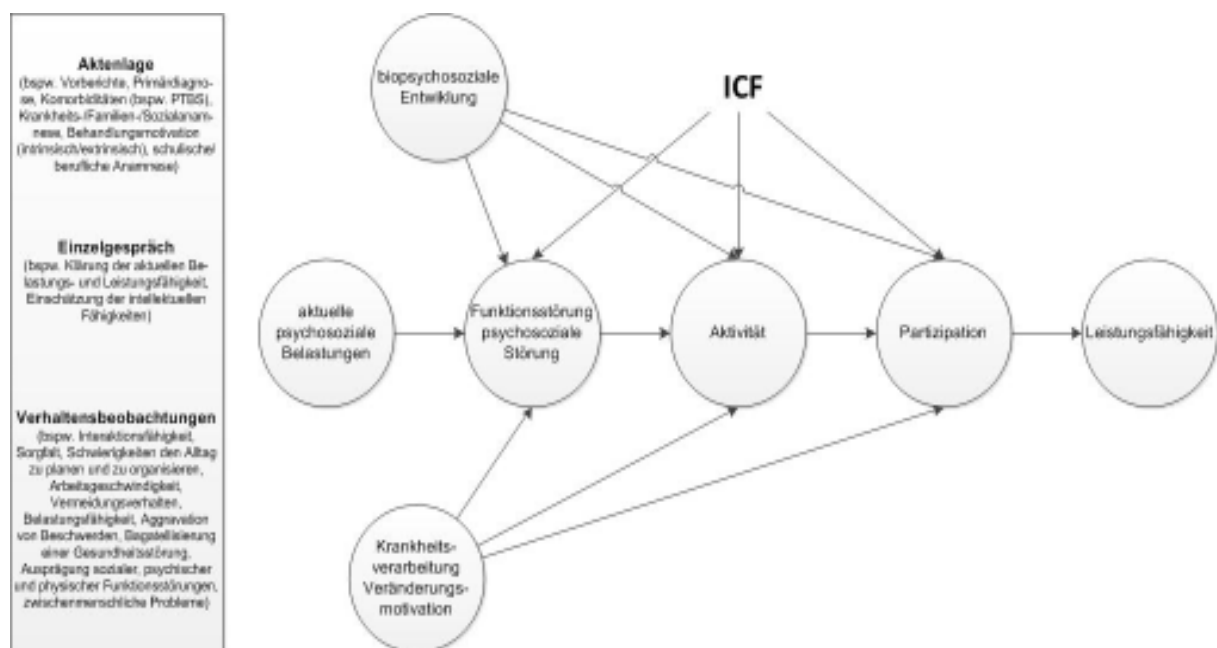 Aktenlage
(bspw. Vorberichte, Primärdiagno-
se, Komorbiditäten (bspw. PTBS),
Krankheits-/Familien-/Sozialanam-
nese, Behandlungsmotivation
(intrinsisch/extrinsisch), schulische/
berufliche Anamnese)
Einzelgespräch
(bspw. Klärung der aktuellen Be-
lastungs- und Leistungsfähigkeit,
Einschätzung der intellektuellen
Fähigkeiten)
Verhaltensbeobachtungen
(bspw. Interaktionsfähigkeit,
Sorgfalt, Schwierigkeiten den Alltag
zu planen und zu organisieren,
Arbeitsgeschwindigkeit,
Vermeidungsverhalten,
Belastungsfähigkeit, Aggravation
von Beschwerden, Bagatellisierung
einer Gesundheitsstörung,
Ausprägung sozialer, psychischer
und physischer Funktionsstörungen,
zwischenmenschliche Probleme)
biopsychosoziale
Entwiklung
ICF
aktuelle
psychosoziale
Belastungen
Funktionsstörung
psychosoziale
Störung
Aktivität
Partizipation
Leistungsfähigkeit
Krankheits-
verarbeitung
Veränderungs-
motivation